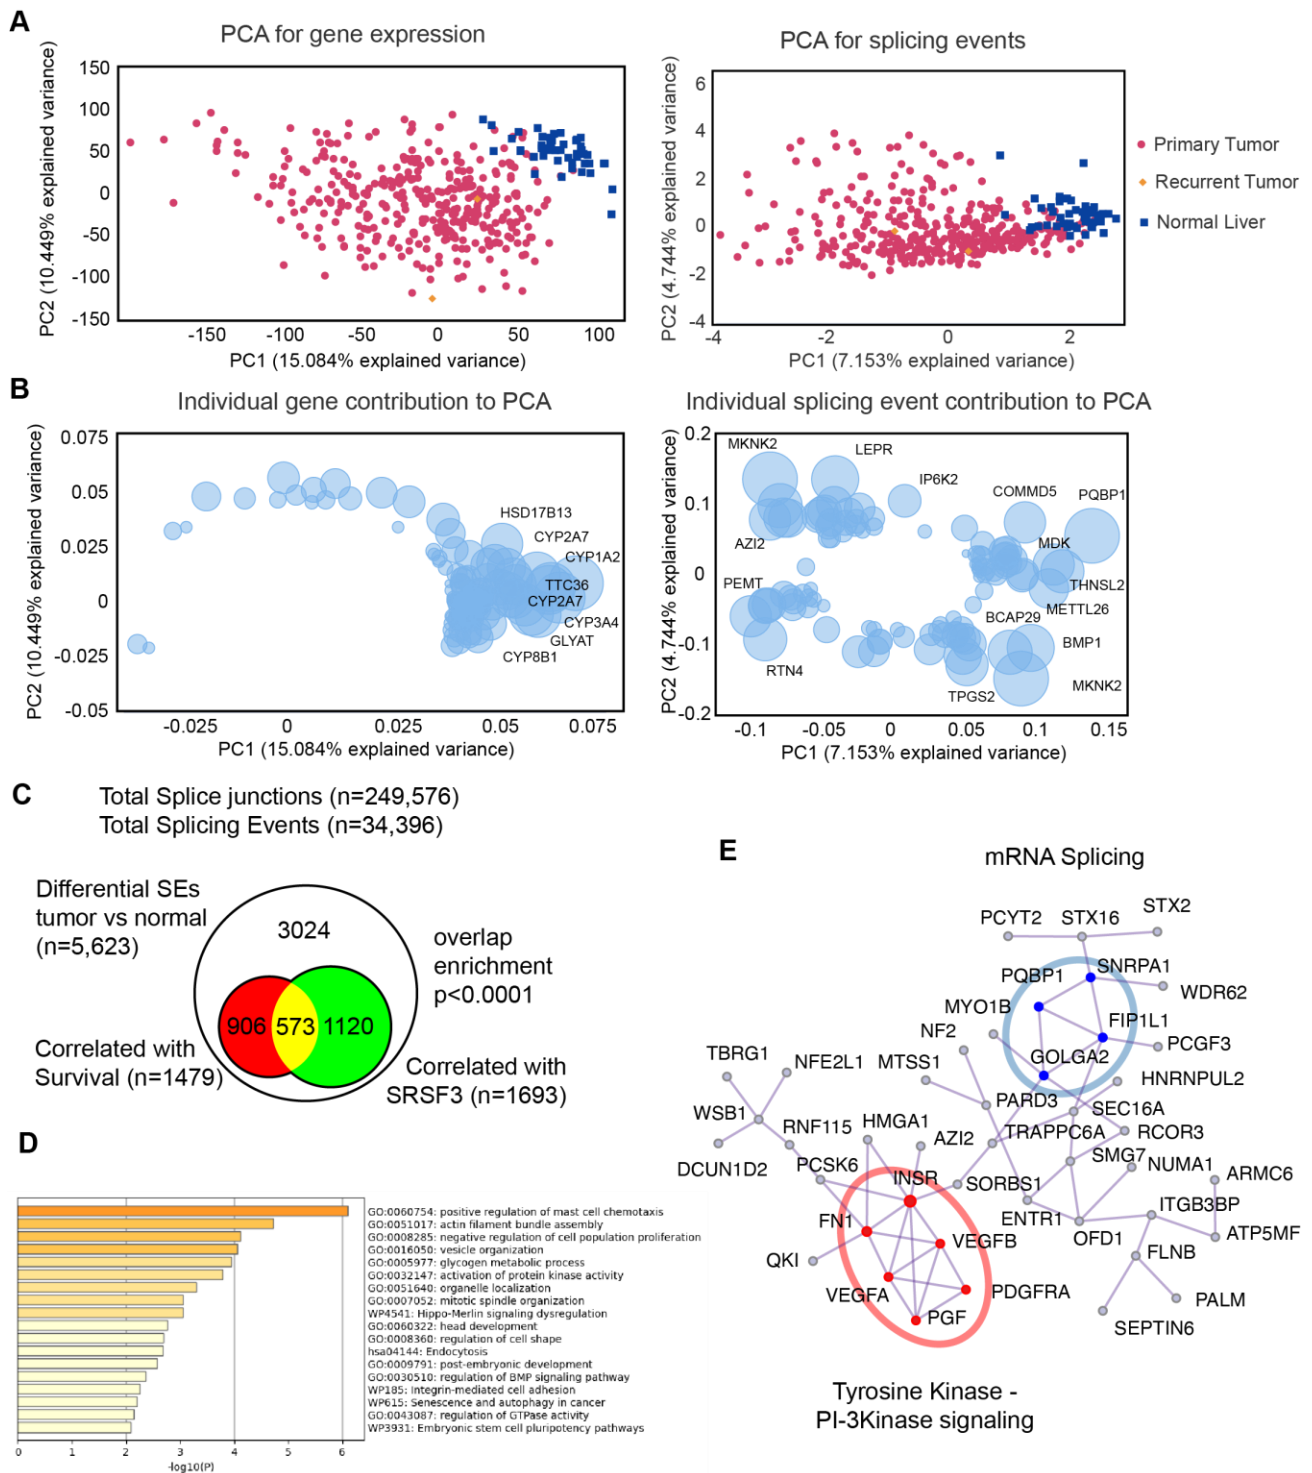 A
PCA for gene expression
PC2 (10.449% explained variance)
150
100
50
0
-50
-100
-150
-150
-100
-50
0
50
100
PC1 (15.084% explained variance)
PCA for splicing events
PC2 (4.744% explained variance)
6
4
2
0
-2
-4
-4
-2
0
2
PC1 (7.153% explained variance)
Primary Tumor
Recurrent Tumor
Normal Liver
B
Individual gene contribution to PCA
PC2 (10.449% explained variance)
0.075
0.05
0.025
0
-0.025
-0.05
HSD17B13
CYP2A7
CYP1A2
TTC36
CYP2A7
CYP3A4
GLYAT
CYP8B1
-0.025
0
0.025
0.05
0.075
PC1 (15.084% explained variance)
Individual splicing event contribution to PCA
PC2 (4.744% explained variance)
0.2
0.1
0
-0.1
-0.2
MKNK2
LEPR
IP6K2
COMMD5
PQBP1
AZI2
MDK
PEMT
THNSL2
METTL26
BCAP29
BMP1
RTN4
TPGS2
MKNK2
-0.1
-0.05
0
0.05
0.1
0.15
PC1 (7.153% explained variance)
C
Total Splice junctions (n=249,576)
Total Splicing Events (n=34,396)
Differential SEs
tumor vs normal
(n=5,623)
3024
overlap
enrichment
p<0.0001
906
573
1120
Correlated with
Survival (n=1479)
Correlated with
SRSF3 (n=1693)
D
GO:0060754: positive regulation of mast cell chemotaxis
GO:0051017: actin filament bundle assembly
GO:0008285: negative regulation of cell population proliferation
GO:0016050: vesicle organization
GO:0005977: glycogen metabolic process
GO:0032147: activation of protein kinase activity
GO:0051640: organelle localization
GO:0007052: mitotic spindle organization
WP4541: Hippo-Merlin signaling dysregulation
GO:0060322: head development
GO:0008360: regulation of cell shape
hsa04144: Endocytosis
GO:0009791: post-embryonic development
GO:0030510: regulation of BMP signaling pathway
WP185: Integrin-mediated cell adhesion
WP615: Senescence and autophagy in cancer
GO:0043087: regulation of GTPase activity
WP3931: Embryonic stem cell pluripotency pathways
0
1
2
3
4
5
6
-log10(P)
E
mRNA Splicing
PCYT2
STX16
STX2
PQBP1
SNRPA1
WDR62
MYO1B
FIP1L1
NF2
PCGF3
GOLGA2
TBRG1
NFE2L1
MTSS1
HNRNPUL2
WSB1
HMGA1
PARD3
SEC16A
RNF115
AZI2
TRAPPC6A
RCOR3
DCUN1D2
PCSK6
INSR
SMG7
NUMA1
ARMC6
SORBS1
ITGB3BP
FN1
ENTR1
OFD1
ATP5MF
QKI
VEGFB
FLNB
VEGFA
PDGFRA
PALM
PGF
SEPTIN6
Tyrosine Kinase -
PI-3Kinase signaling